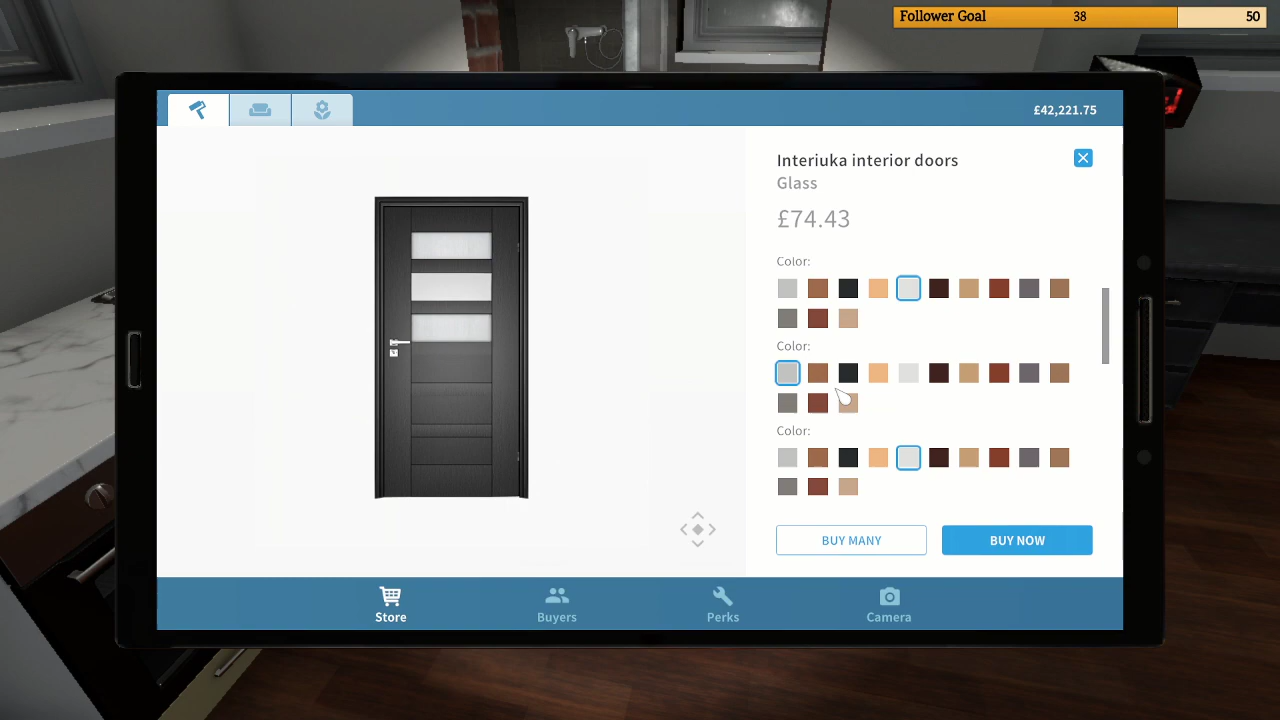 Follower Goal 38 50
£42,221.75
Interiuka interior doors
Glass
£74.43
Color:
Color:
Color:
BUY MANY BUY NOW
Store Buyers Perks Camera